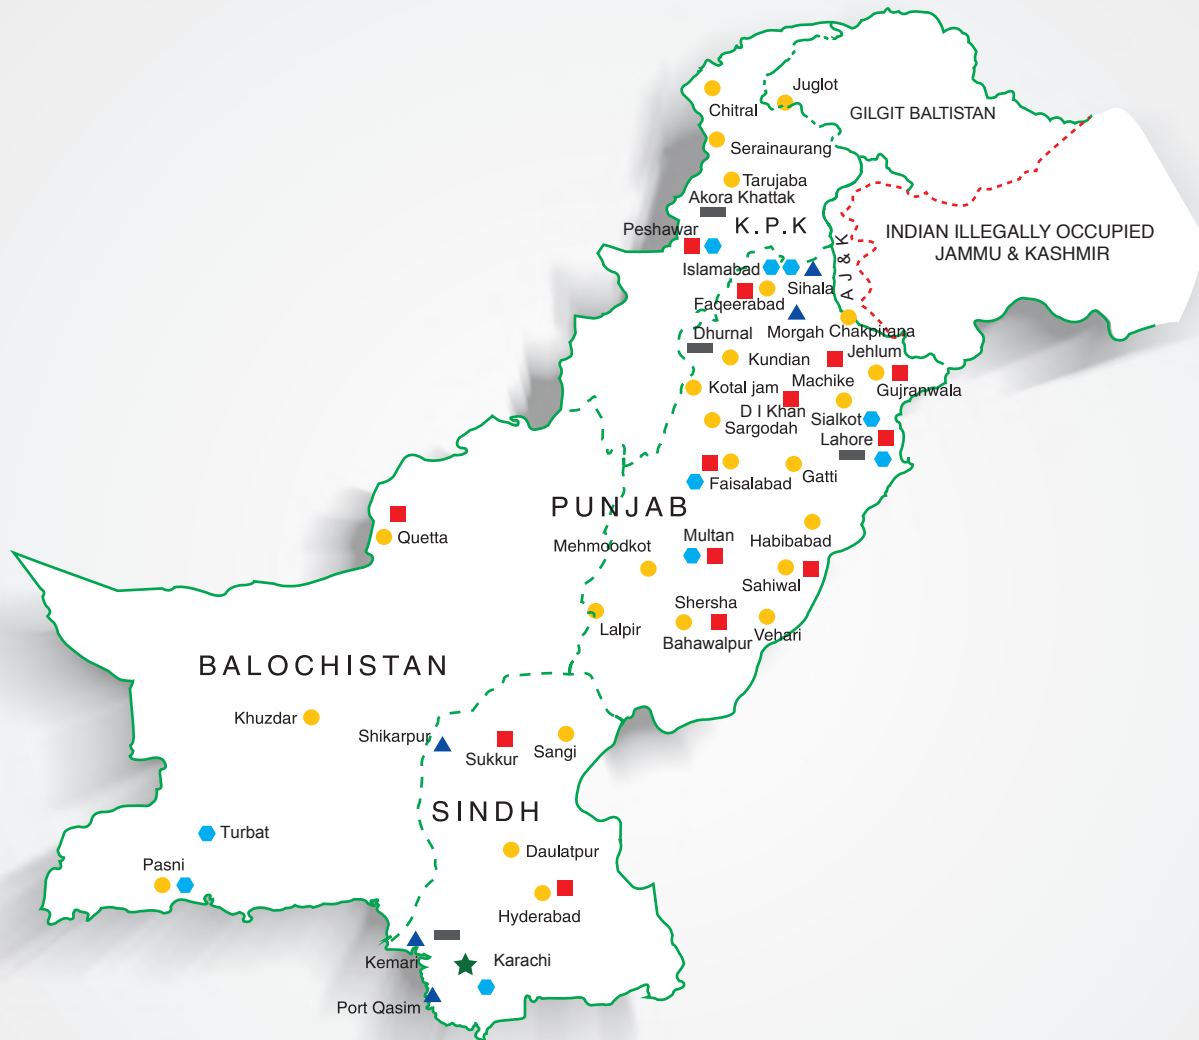 Juglot
Chitral
GILGIT BALTISTAN
Serainaurang
Tarujaba
Akora Khattak
K.P.K
Peshawar
INDIAN ILLEGALLY OCCUPIED
JAMMU & KASHMIR
A J & K
Islamabad
Sihala
Faqeerabad
Dhurnal
Morgah
Chakpirana
Jehlum
Kundian
Machike
Kotal jam
Gujranwala
D I Khan
Sialkot
Sargodah
Lahore
Gatti
Faisalabad
PUNJAB
Quetta
Multan
Habibabad
Mehmoodkot
Sahiwal
Shersha
Lalpir
Vehari
Bahawalpur
BALOCHISTAN
Khuzdar
Shikarpur
Sukkur
Sangi
SINDH
Turbat
Daulatpur
Pasni
Hyderabad
Kemari
Karachi
Port Qasim